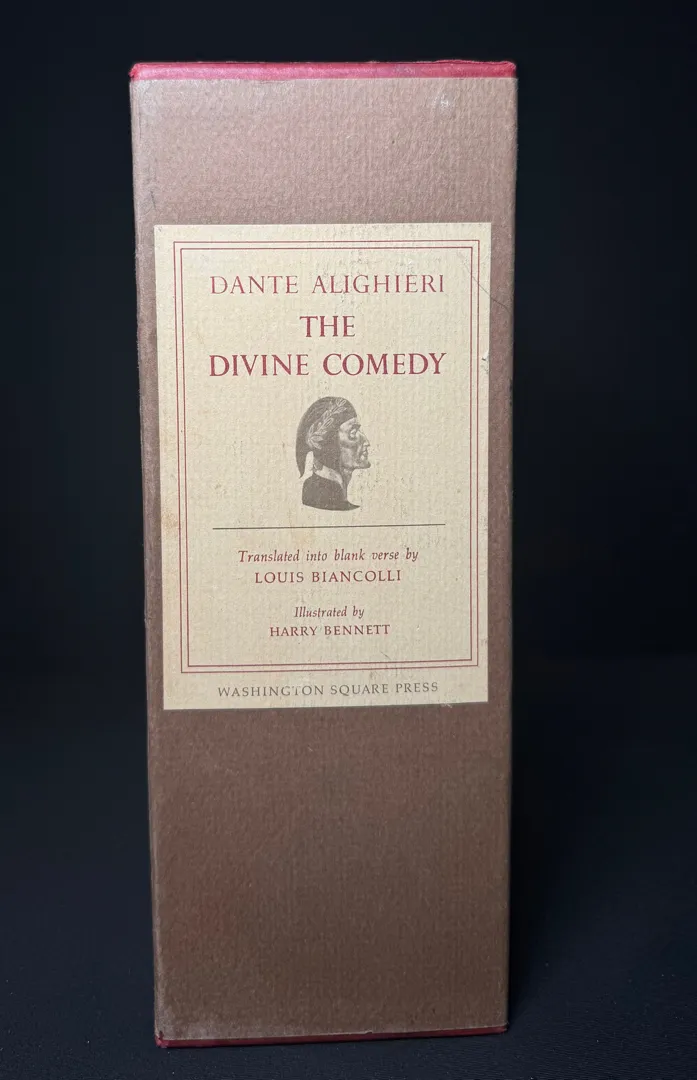 DANTE ALIGHIERI
THE
DIVINE COMEDY
Translated into blank verse by
LOUIS BIANCOLLI
Illustrated by
HARRY BENNETT
WASHINGTON SQUARE PRESS